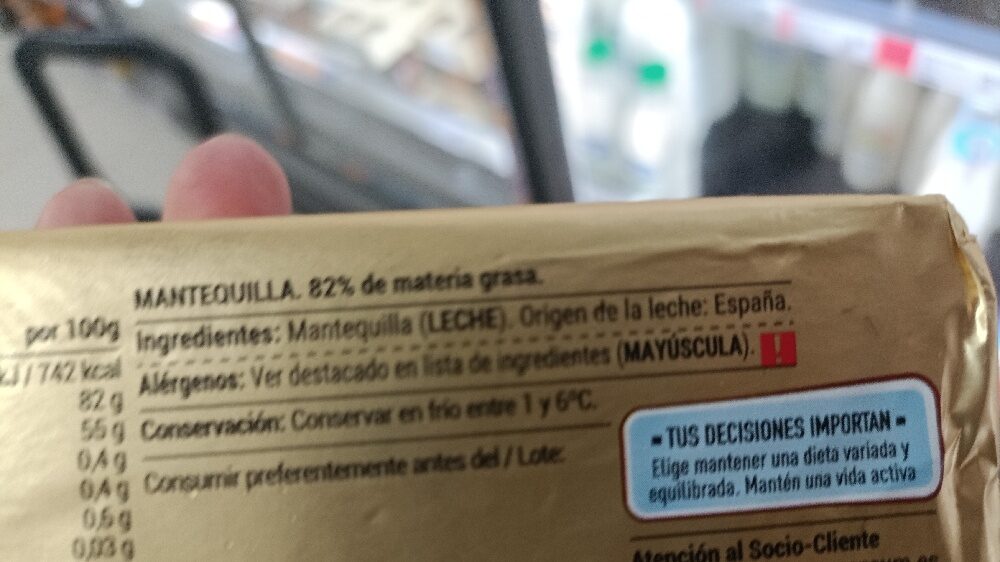 MANTEQUILLA. 82% de materia grasa.
por 100g
Ingredientes: Mantequilla (LECHE). Origen de la leche: España.
kJ / 742 kcal
Alérgenos: Ver destacado en lista de ingredientes (MAYÚSCULA). !
82 g
55 g
Conservación: Conservar en frío entre 1 y 6ºC.
0,4 g
0,4 g
Consumir preferentemente antes del / Lote:
0,6 g
0,03 g
TUS DECISIONES IMPORTAN
Elige mantener una dieta variada y
equilibrada. Mantén una vida activa
Atención al Socio-Cliente